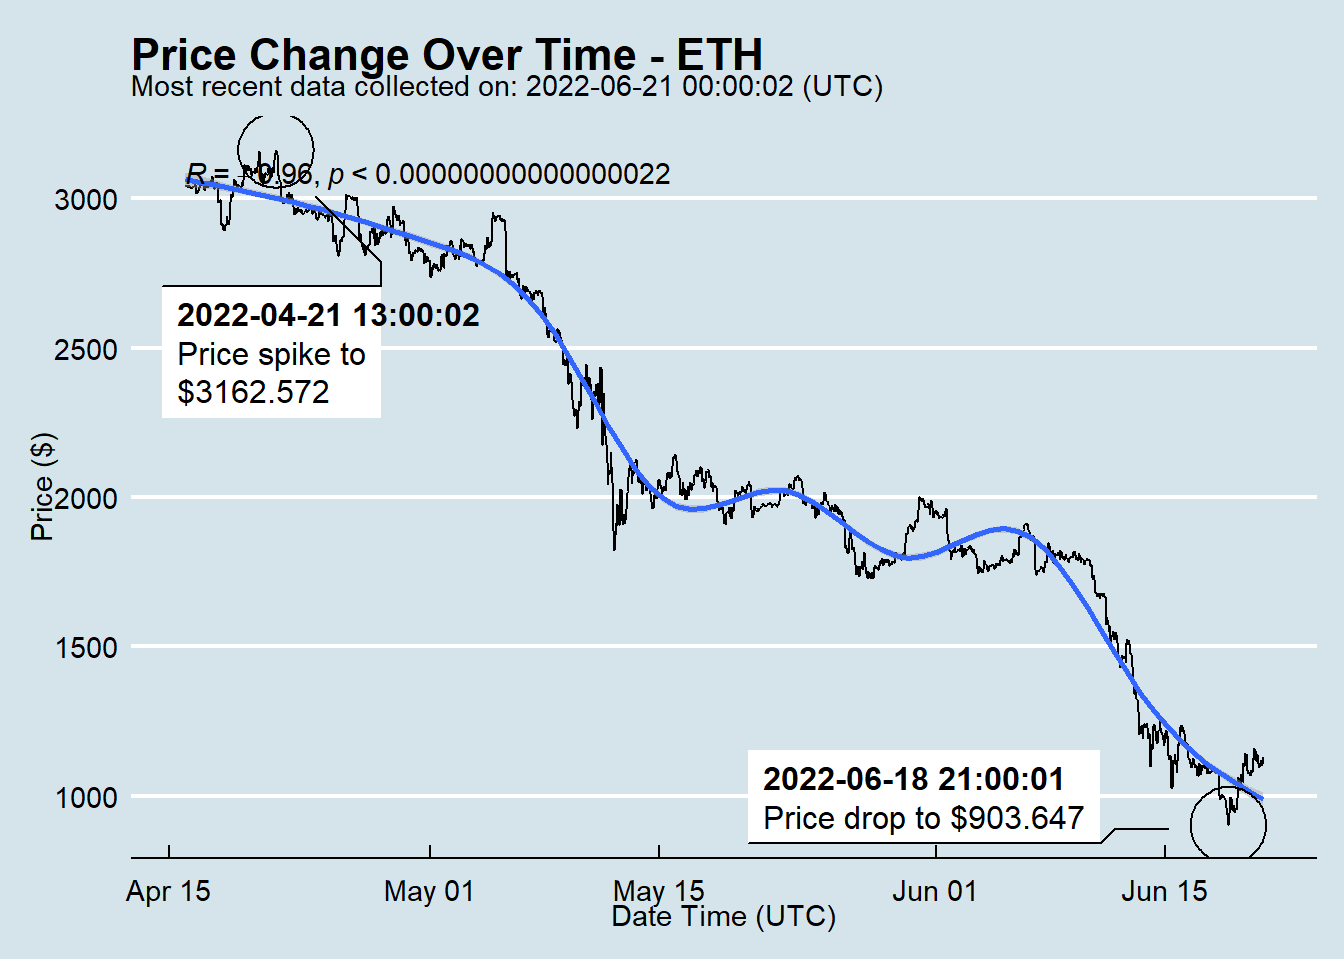 Price Change Over Time - ETH
Most recent data collected on: 2022-06-21 00:00:02 (UTC)
R = −0.96, p < 0.00000000000000022
3000
2500
2000
1500
1000
Price ($)
2022-04-21 13:00:02
Price spike to
$3162.572
2022-06-18 21:00:01
Price drop to $903.647
Apr 15
May 01
May 15
Jun 01
Jun 15
Date Time (UTC)